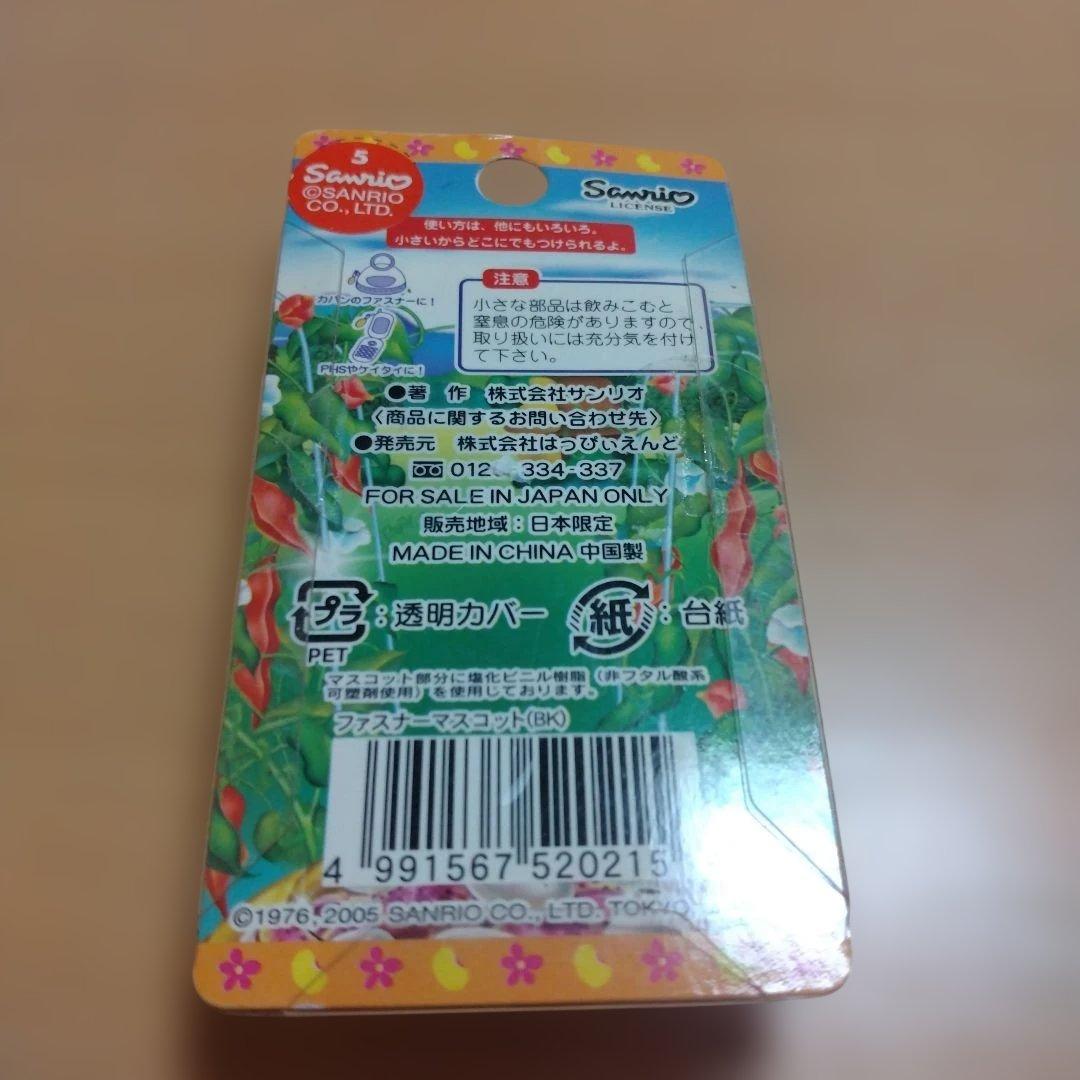 5
Sanrio
©SANRIO
CO., LTD.
Sanrio
LICENSE
使い方は、他にもいろいろ。
小さいからどこにでもつけられるよ。
カバンのファスナーに！
PHSやケイタイに！
注意
小さな部品は飲みこむと
窒息の危険がありますので、
取り扱いには充分気を付け
て下さい。
●著　作　株式会社サンリオ
〈商品に関するお問い合わせ先〉
●発売元　株式会社はっぴぃえんど
012 -334-337
FOR SALE IN JAPAN ONLY
販売地域：日本限定
MADE IN CHINA 中国製
プラ：透明カバー
PET
紙：台紙
マスコット部分に塩化ビニル樹脂（非フタル酸系
可塑剤使用）を使用しております。
ファスナーマスコット(BK)
4 991567 520215
©1976, 2005 SANRIO CO., LTD. TOKYO